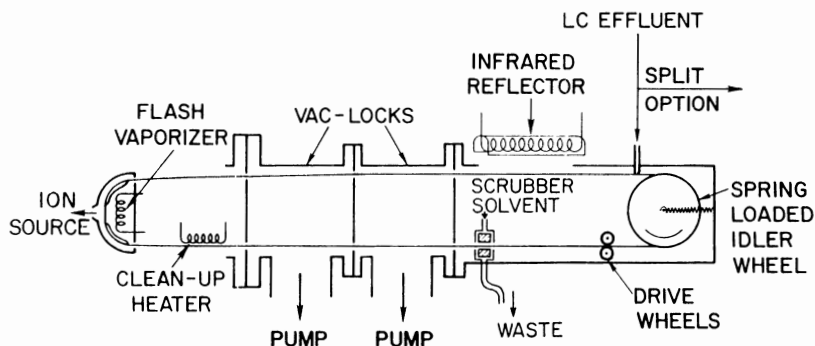 LC EFFLUENT
INFRARED
REFLECTOR
SPLIT
OPTION
FLASH
VAPORIZER
VAC-LOCKS
ION
SOURCE
SCRUBBER
SOLVENT
SPRING
LOADED
IDLER
WHEEL
CLEAN-UP
HEATER
DRIVE
WHEELS
WASTE
PUMP
PUMP